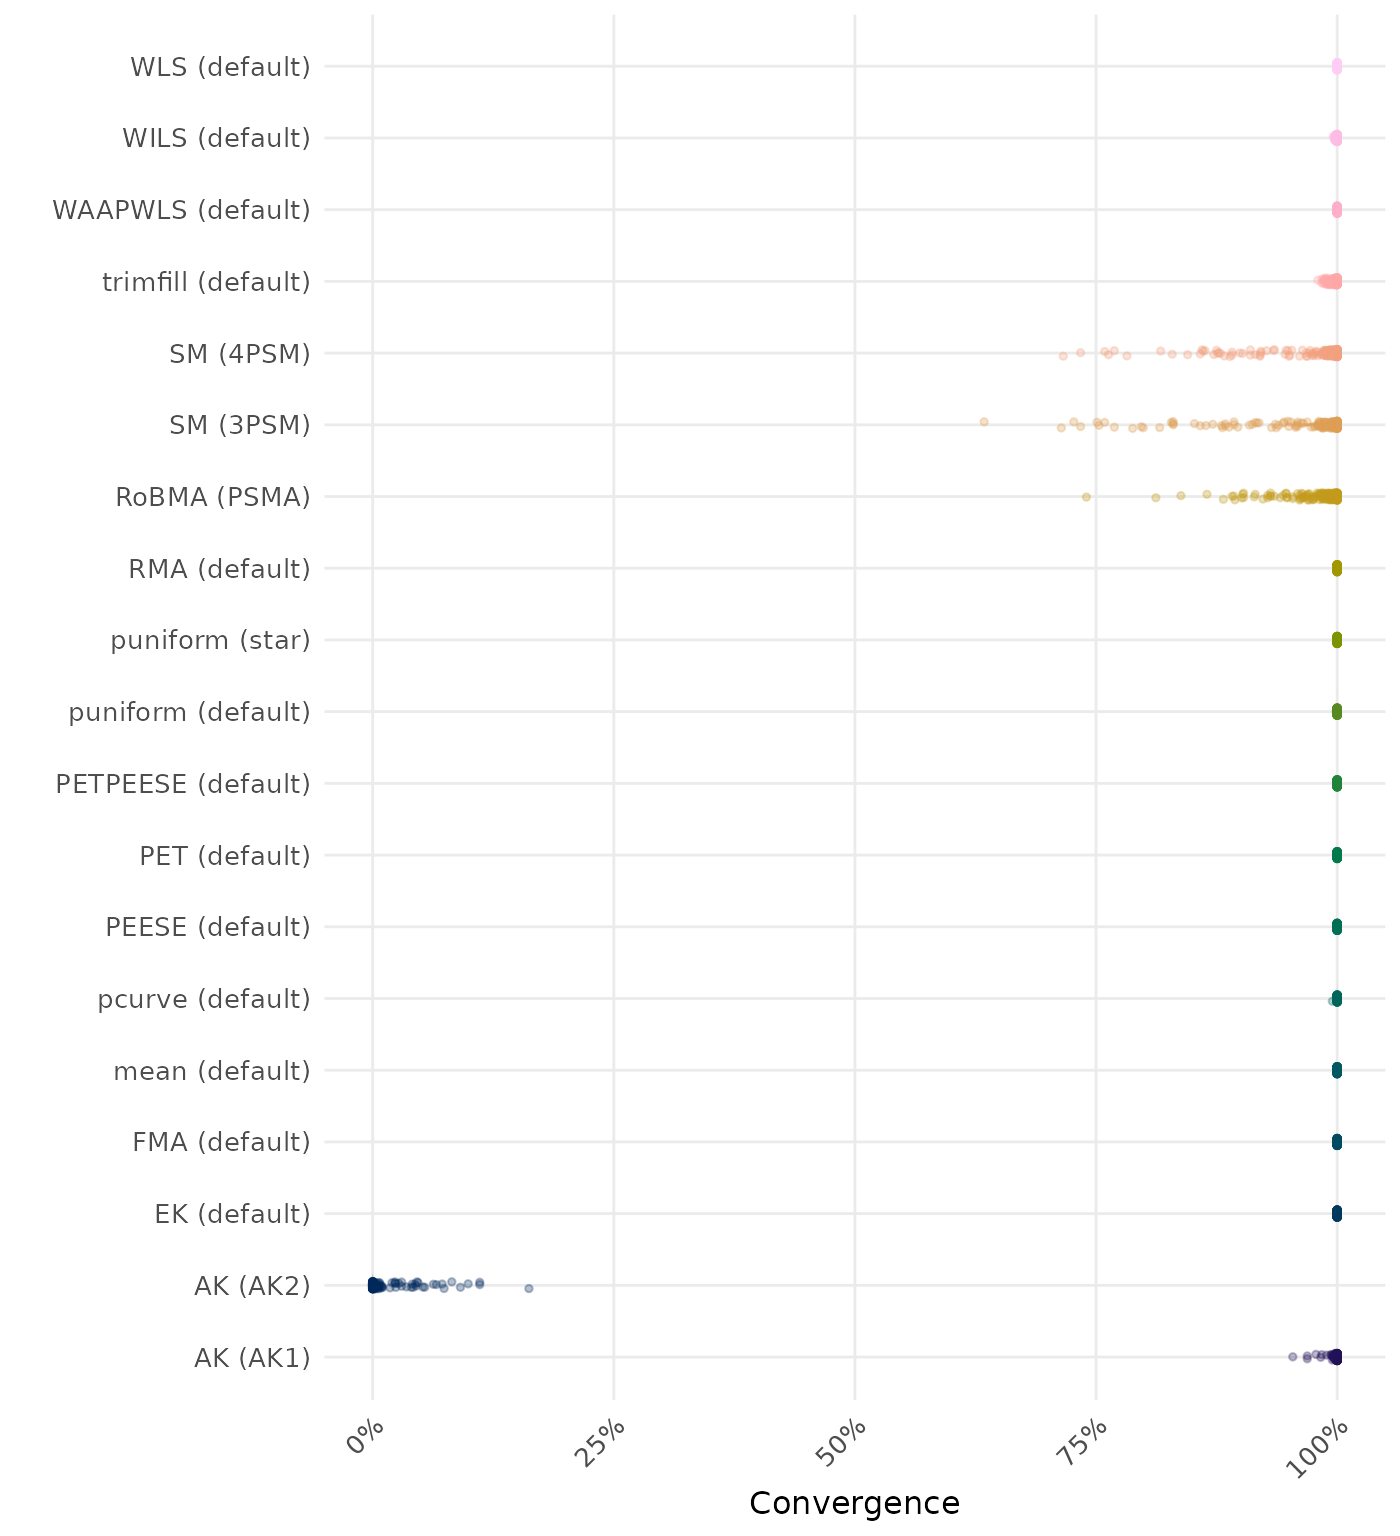 WLS (default)
WILS (default)
WAAPWLS (default)
trimfill (default)
SM (4PSM)
SM (3PSM)
RoBMA (PSMA)
RMA (default)
puniform (star)
puniform (default)
PETPEESE (default)
PET (default)
PEESE (default)
pcurve (default)
mean (default)
FMA (default)
EK (default)
AK (AK2)
AK (AK1)
0% 25% 50% 75% 100%
Convergence